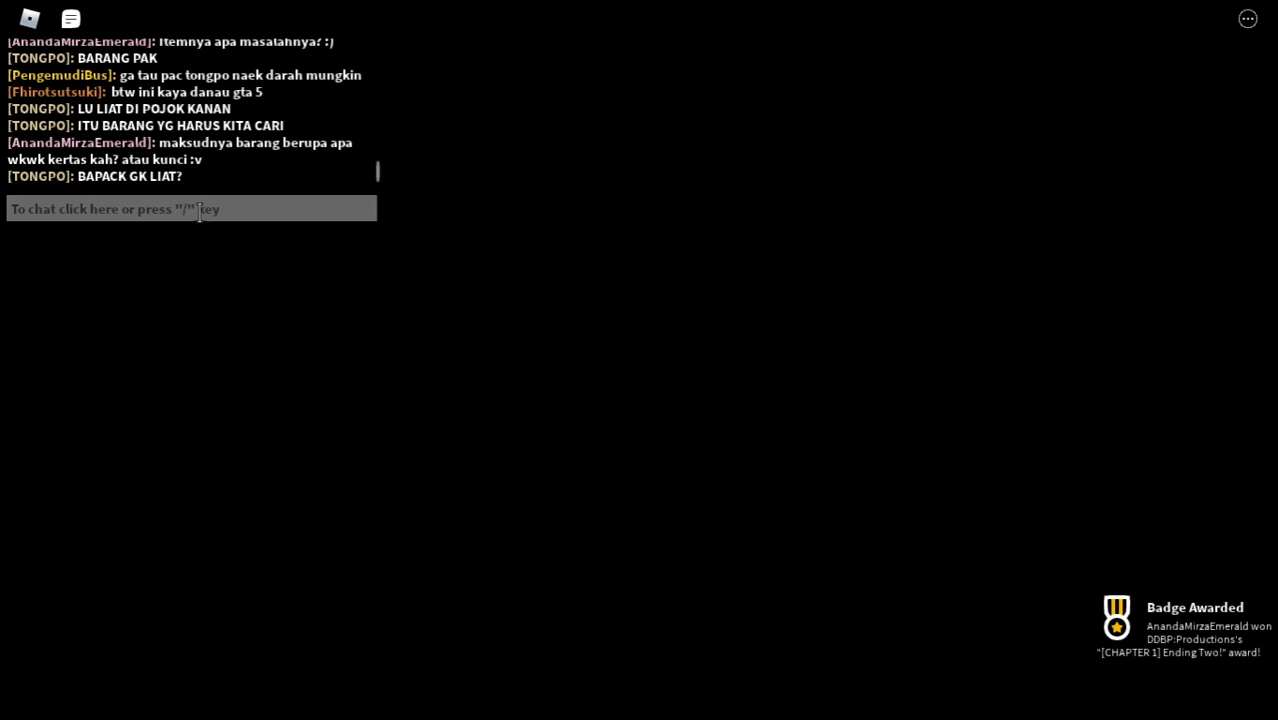 [AnandaMirzaEmerald]: Itemnya apa masalahnya? :)
[TONGPO]: BARANG PAK
[PengemudiBus]: ga tau pac tongpo naek darah mungkin
[Fhirotsutsuki]: btw ini kaya danau gta 5
[TONGPO]: LU LIAT DI POJOK KANAN
[TONGPO]: ITU BARANG YG HARUS KITA CARI
[AnandaMirzaEmerald]: maksudnya barang berupa apa
wkwk kertas kah? atau kunci :v
[TONGPO]: BAPACK GK LIAT?
To chat click here or press "/" key
Badge Awarded
AnandaMirzaEmerald won
DDBP:Productions's
"[CHAPTER 1] Ending Two!" award!